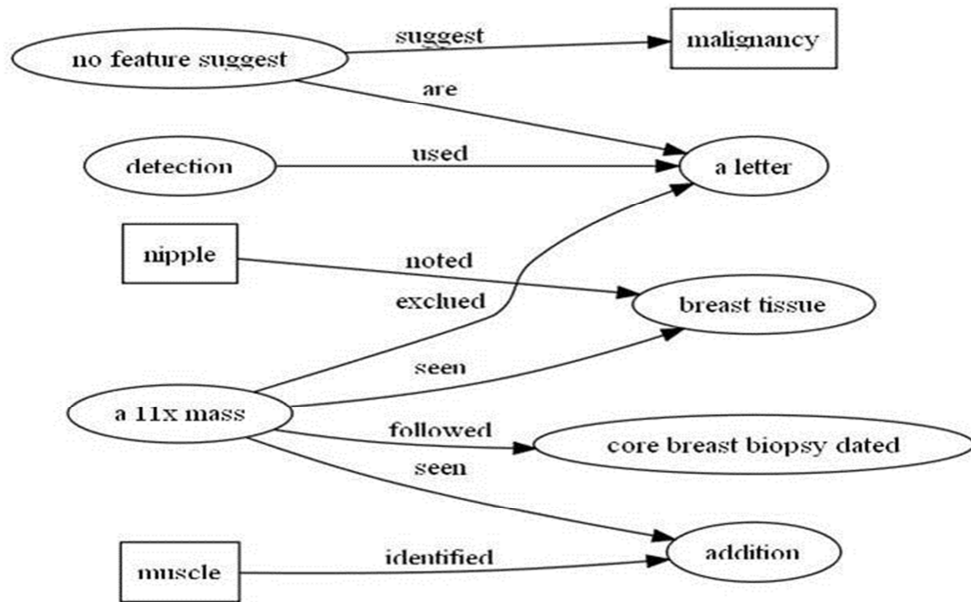 suggest
malignancy
no feature suggest
are
detection
used
a letter
nipple
noted
exclued
breast tissue
seen
a 11x mass
followed
core breast biopsy dated
seen
addition
identified
muscle